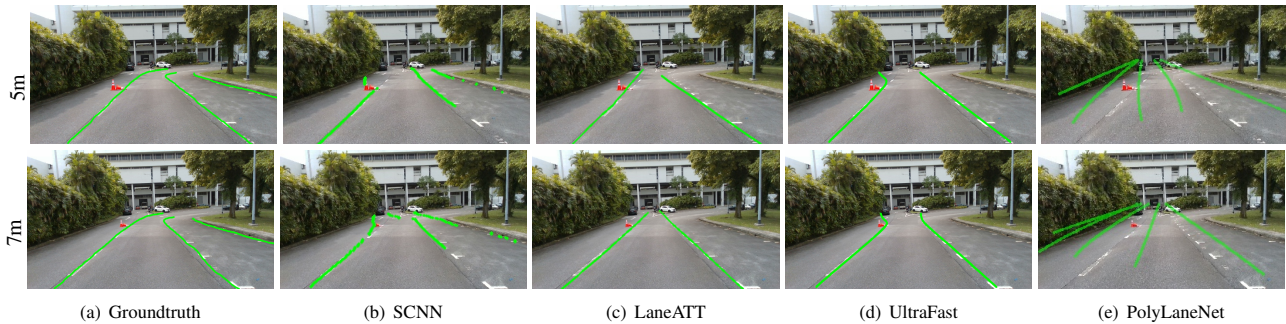 5m
7m
(a) Groundtruth
(b) SCNN
(c) LaneATT
(d) UltraFast
(e) PolyLaneNet